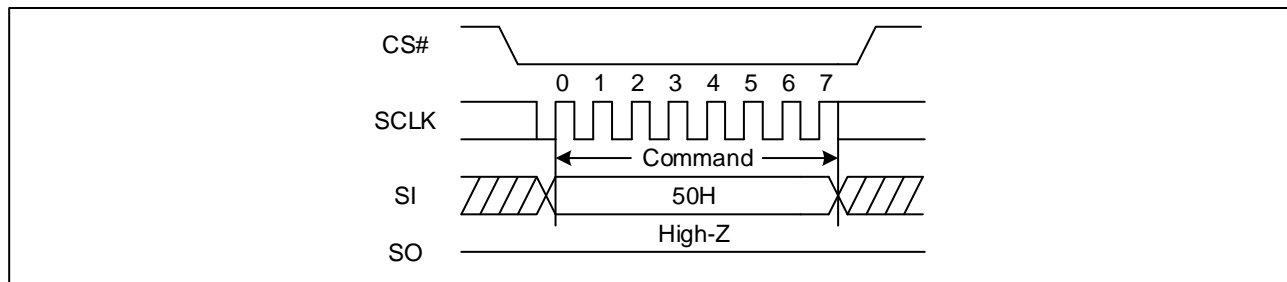 CS#
0 1 2 3 4 5 6 7
SCLK
Command
SI
50H
High-Z
SO